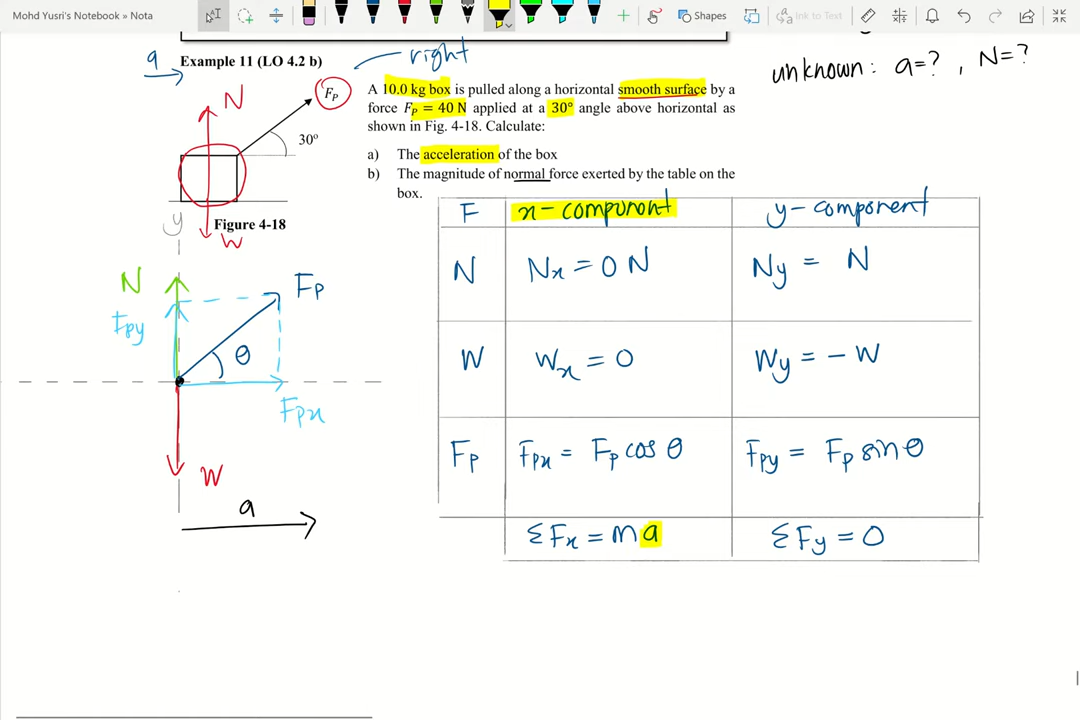 Mohd Yusri's Notebook » Nota
Shapes
Ink to Text
unknown: a=? , N=?
right
a
Example 11 (LO 4.2 b)
A 10.0 kg box is pulled along a horizontal smooth surface by a
force FP = 40 N applied at a 30° angle above horizontal as
shown in Fig. 4-18. Calculate:
a) The acceleration of the box
b) The magnitude of normal force exerted by the table on the
box.
N
FP
30°
y
W
Figure 4-18
F x-component y-component
N Nx = 0 N Ny = N
W Wx = 0 Wy = - W
Fp Fpx = Fp cos θ Fpy = Fp sin θ
ΣFx = ma ΣFy = 0
N
Fp
Fpy
θ
Fpx
W
a